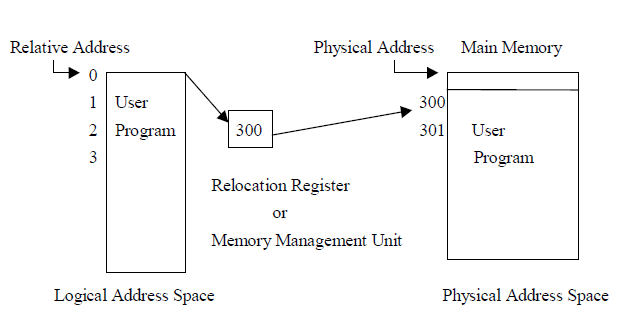 Relative Address
Physical Address
Main Memory
0
1
2
3
User
Program
300
300
301
User
Program
Relocation Register
or
Memory Management Unit
Logical Address Space
Physical Address Space